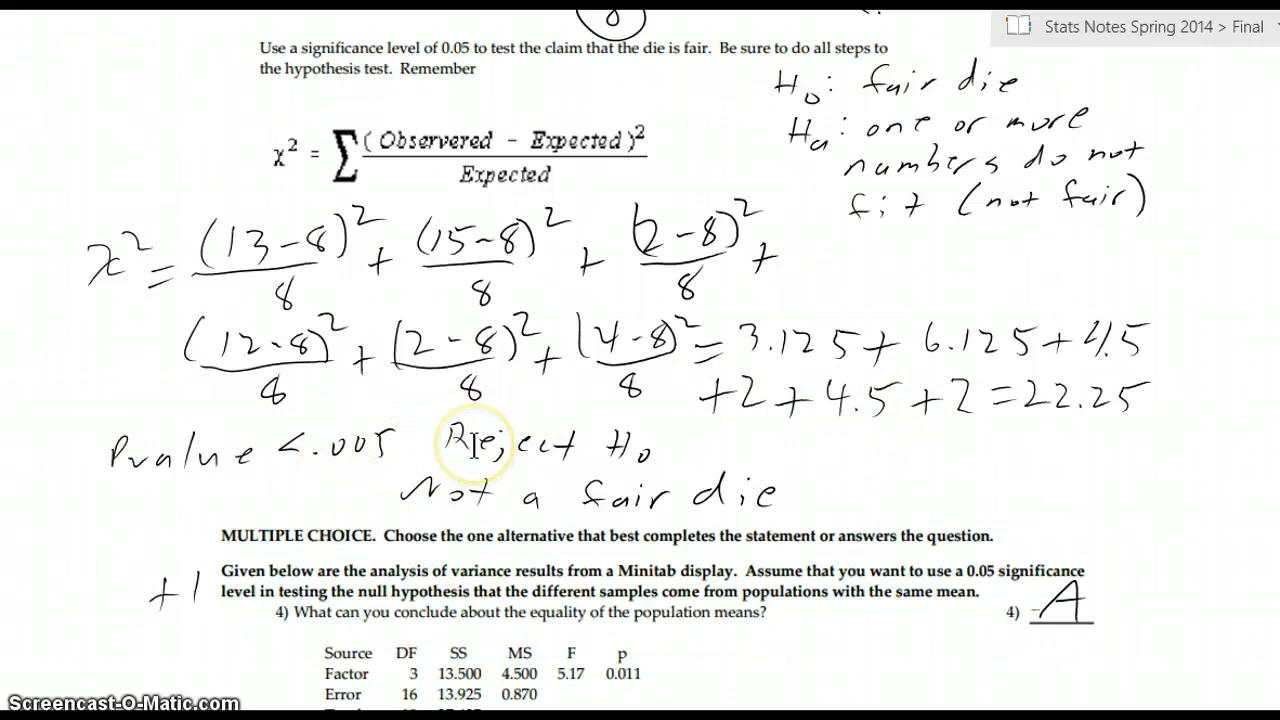 8
Stats Notes Spring 2014 > Final
Use a significance level of 0.05 to test the claim that the die is fair. Be sure to do all steps to
the hypothesis test. Remember
H₀: fair die
Hₐ: one or more
numbers do not
fit (not fair)
χ² = ∑ (Observered - Expected)² / Expected
χ² = (13-8)²/8 + (15-8)²/8 + (2-8)²/8 +
(12-8)²/8 + (2-8)²/8 + (4-8)²/8 = 3.125 + 6.125 + 4.5
+2 + 4.5 + 2 = 22.25
Pvalue < .005 Reject H₀
Not a fair die
MULTIPLE CHOICE. Choose the one alternative that best completes the statement or answers the question.
+1
Given below are the analysis of variance results from a Minitab display. Assume that you want to use a 0.05 significance
level in testing the null hypothesis that the different samples come from populations with the same mean.
4) What can you conclude about the equality of the population means? 4) A
Source DF SS MS F p
Factor 3 13.500 4.500 5.17 0.011
Error 16 13.925 0.870
Screencast-O-Matic.com